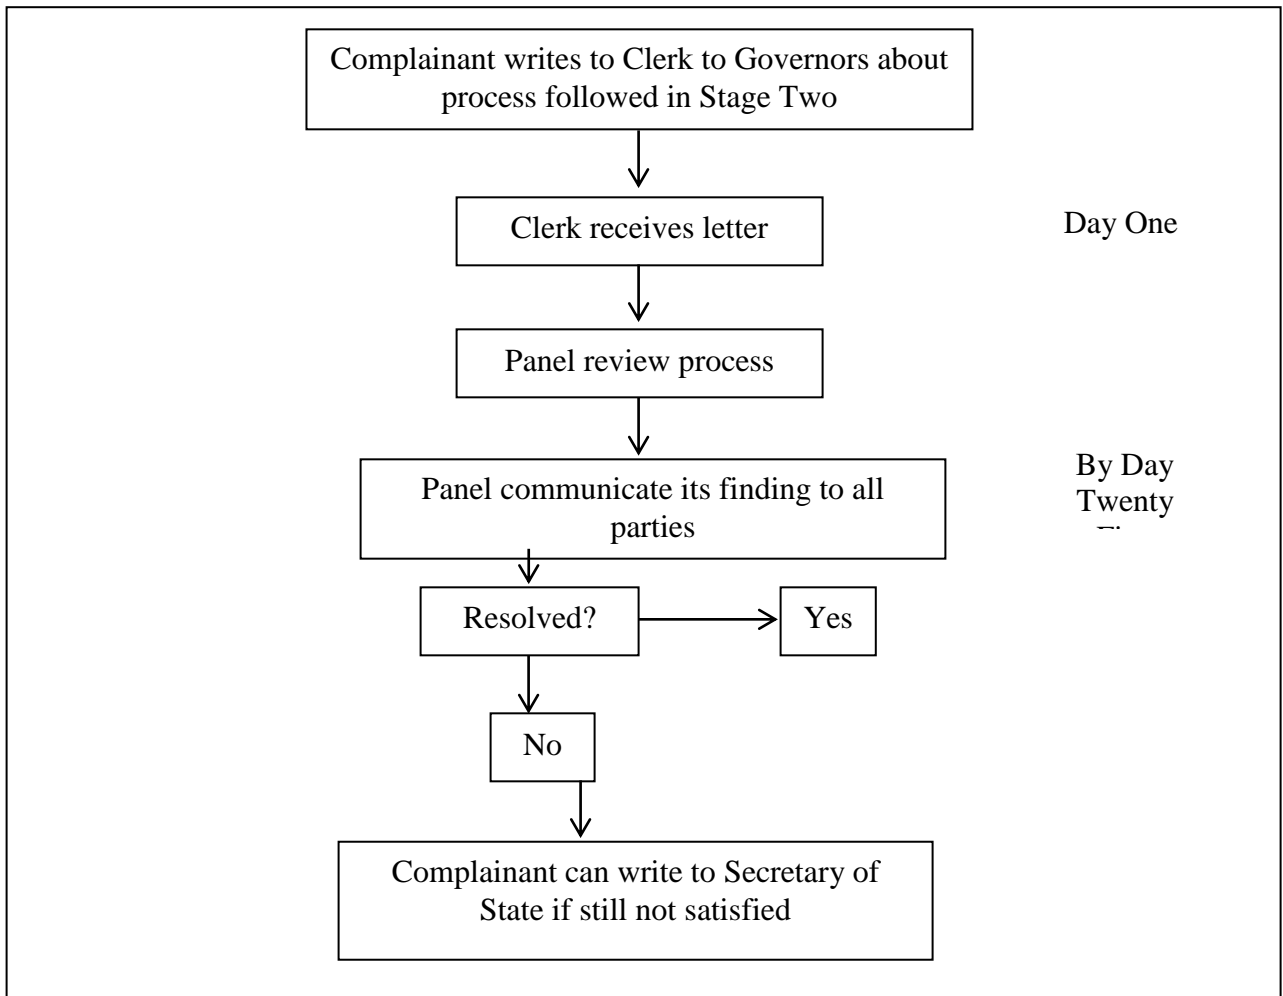 Complainant writes to Clerk to Governors about
process followed in Stage Two
Clerk receives letter
Day One
Panel review process
Panel communicate its finding to all
parties
By Day
Twenty
Resolved?
Yes
No
Complainant can write to Secretary of
State if still not satisfied